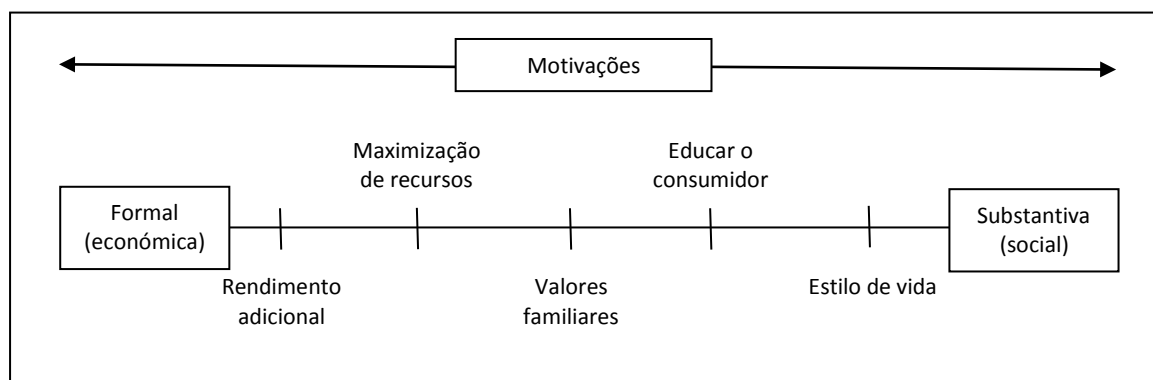 Motivações
Maximização
de recursos
Educar o
consumidor
Formal
(económica)
Substantiva
(social)
Rendimento
adicional
Valores
familiares
Estilo de vida